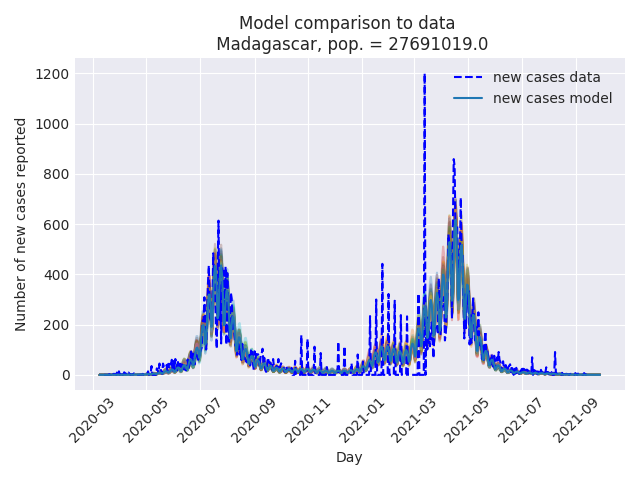 Model comparison to data
Madagascar, pop. = 27691019.0
new cases data
new cases model
Number of new cases reported
1200
1000
800
600
400
200
0
2020-03
2020-05
2020-07
2020-09
2020-11
2021-01
2021-03
2021-05
2021-07
2021-09
Day